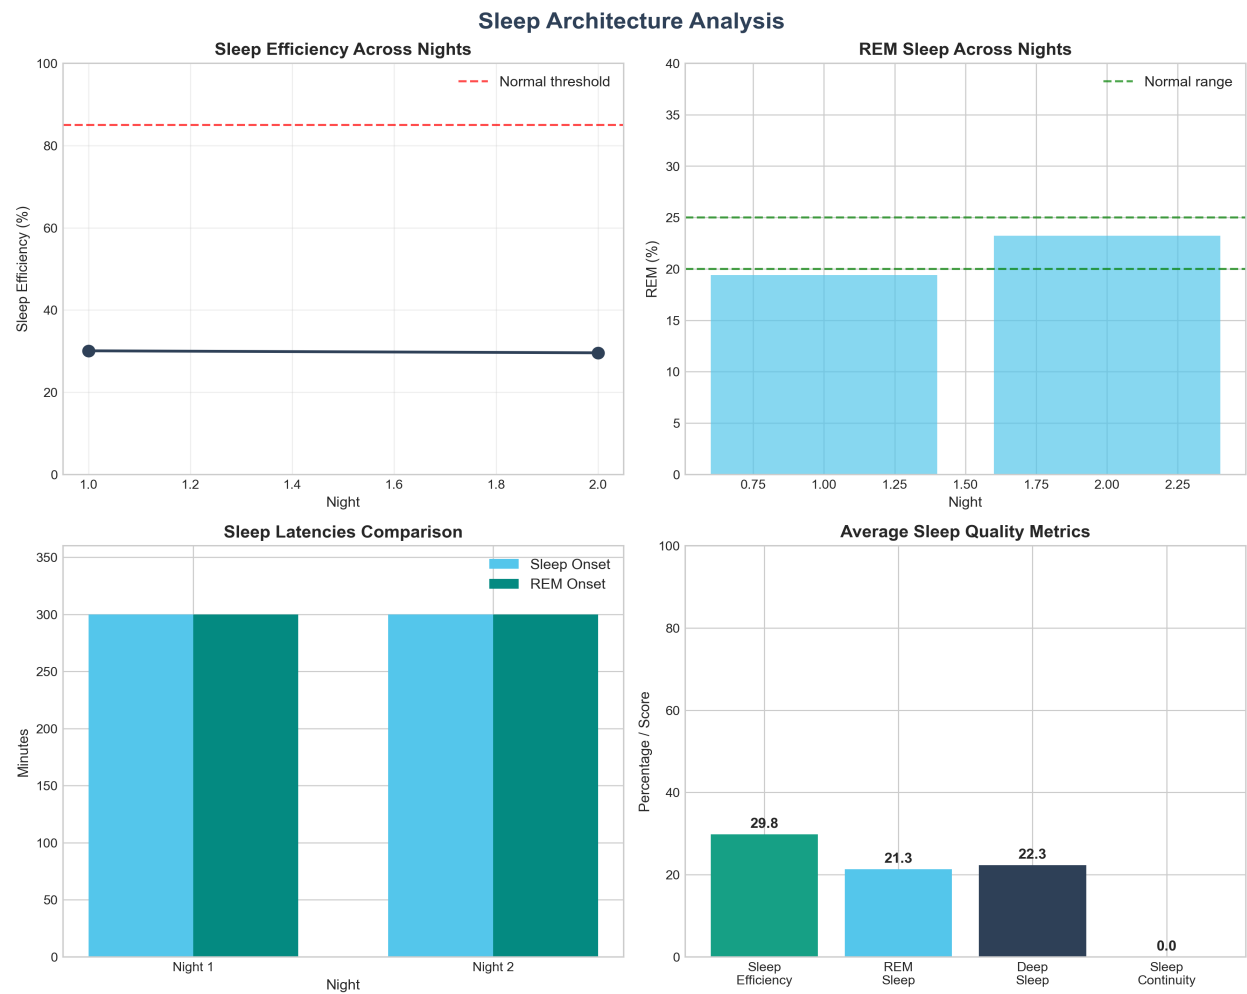 Sleep Architecture Analysis
Sleep Efficiency Across Nights
Sleep Efficiency (%)
100
80
60
40
20
0
Normal threshold
1.0 1.2 1.4 1.6 1.8 2.0
Night
REM Sleep Across Nights
REM (%)
40
35
30
25
20
15
10
5
0
Normal range
0.75 1.00 1.25 1.50 1.75 2.00 2.25
Night
Sleep Latencies Comparison
Minutes
350
300
250
200
150
100
50
0
Sleep Onset
REM Onset
Night 1 Night 2
Night
Average Sleep Quality Metrics
Percentage / Score
100
80
60
40
20
0
29.8 21.3 22.3 0.0
Sleep REM Deep Sleep
Efficiency Sleep Sleep Continuity